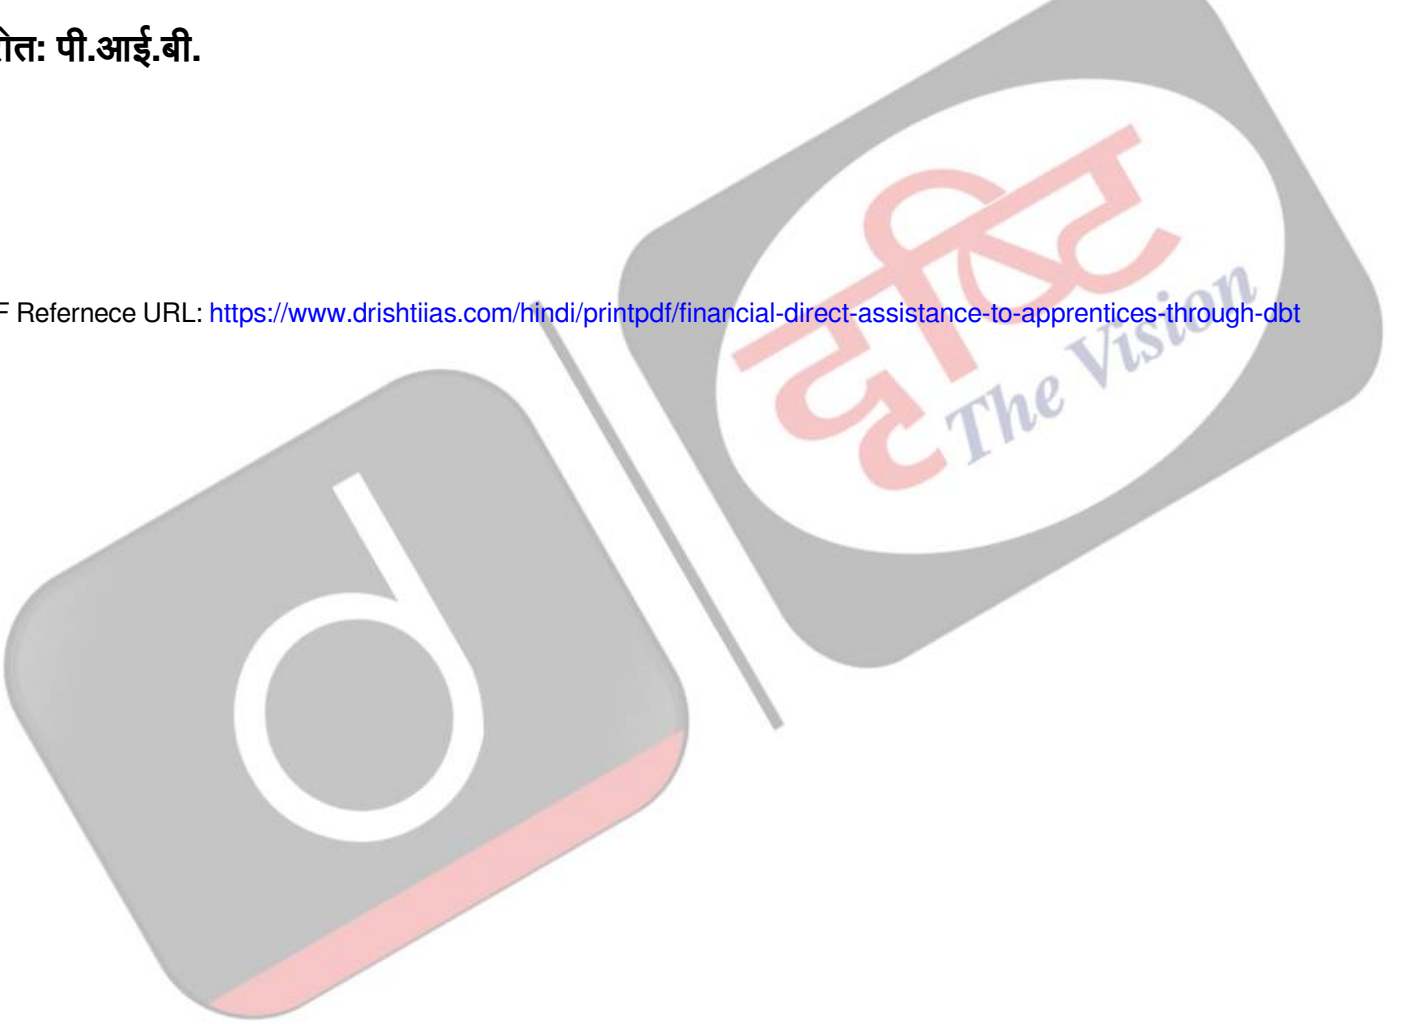 ोत: पी.आई.बी.
F Refernece URL: https://www.drishtiias.com/hindi/printpdf/financial-direct-assistance-to-apprentices-through-dbt
दृष्टि
The Vision
d